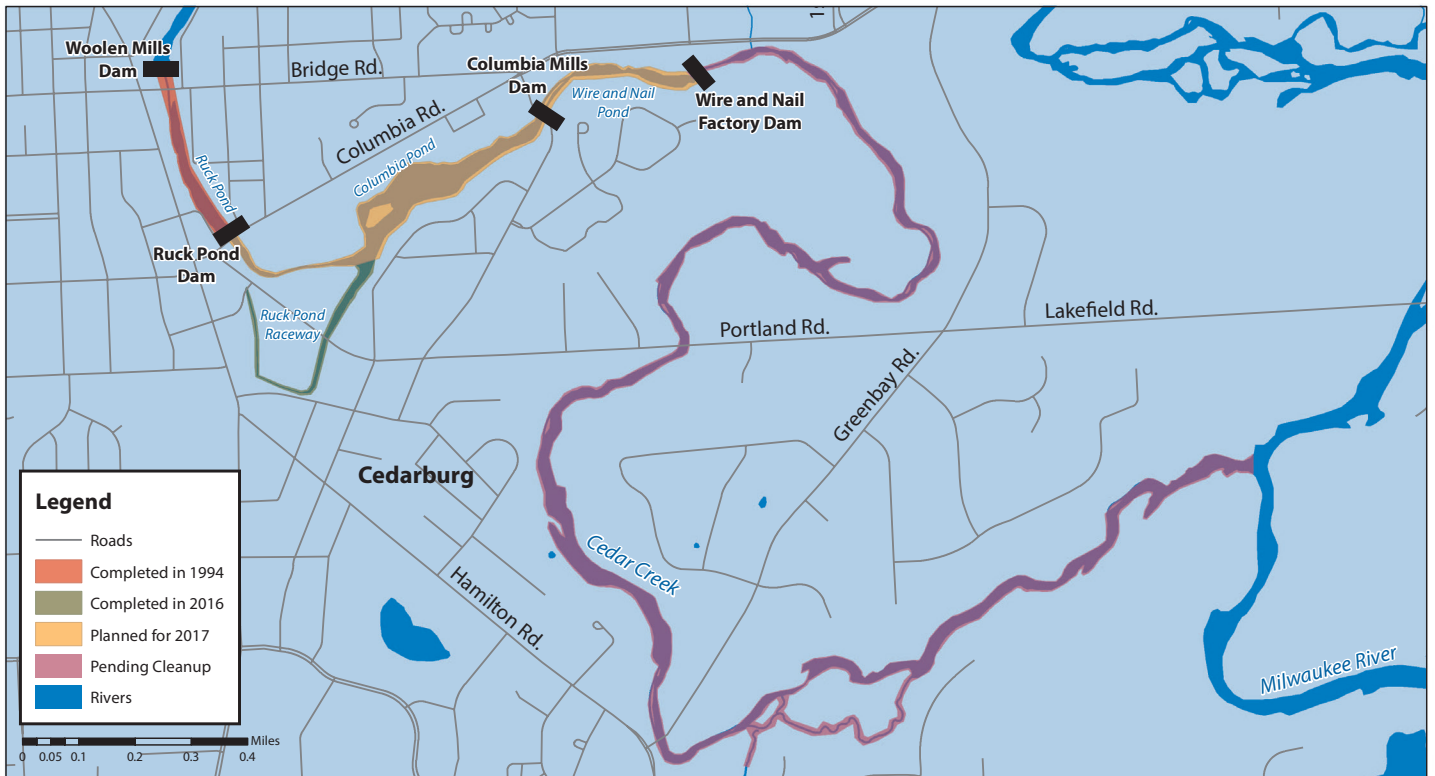 Woolen Mills
Dam
Bridge Rd.
Columbia Mills
Dam
Wire and Nail
Pond
Wire and Nail
Factory Dam
Columbia Rd.
Columbia Pond
Ruck Pond
Ruck Pond
Dam
Ruck Pond
Raceway
Portland Rd.
Lakefield Rd.
Greenbay Rd.
Cedarburg
Cedar Creek
Hamilton Rd.
Milwaukee River
Legend
Roads
Completed in 1994
Completed in 2016
Planned for 2017
Pending Cleanup
Rivers
Miles
0 0.05 0.1 0.2 0.3 0.4